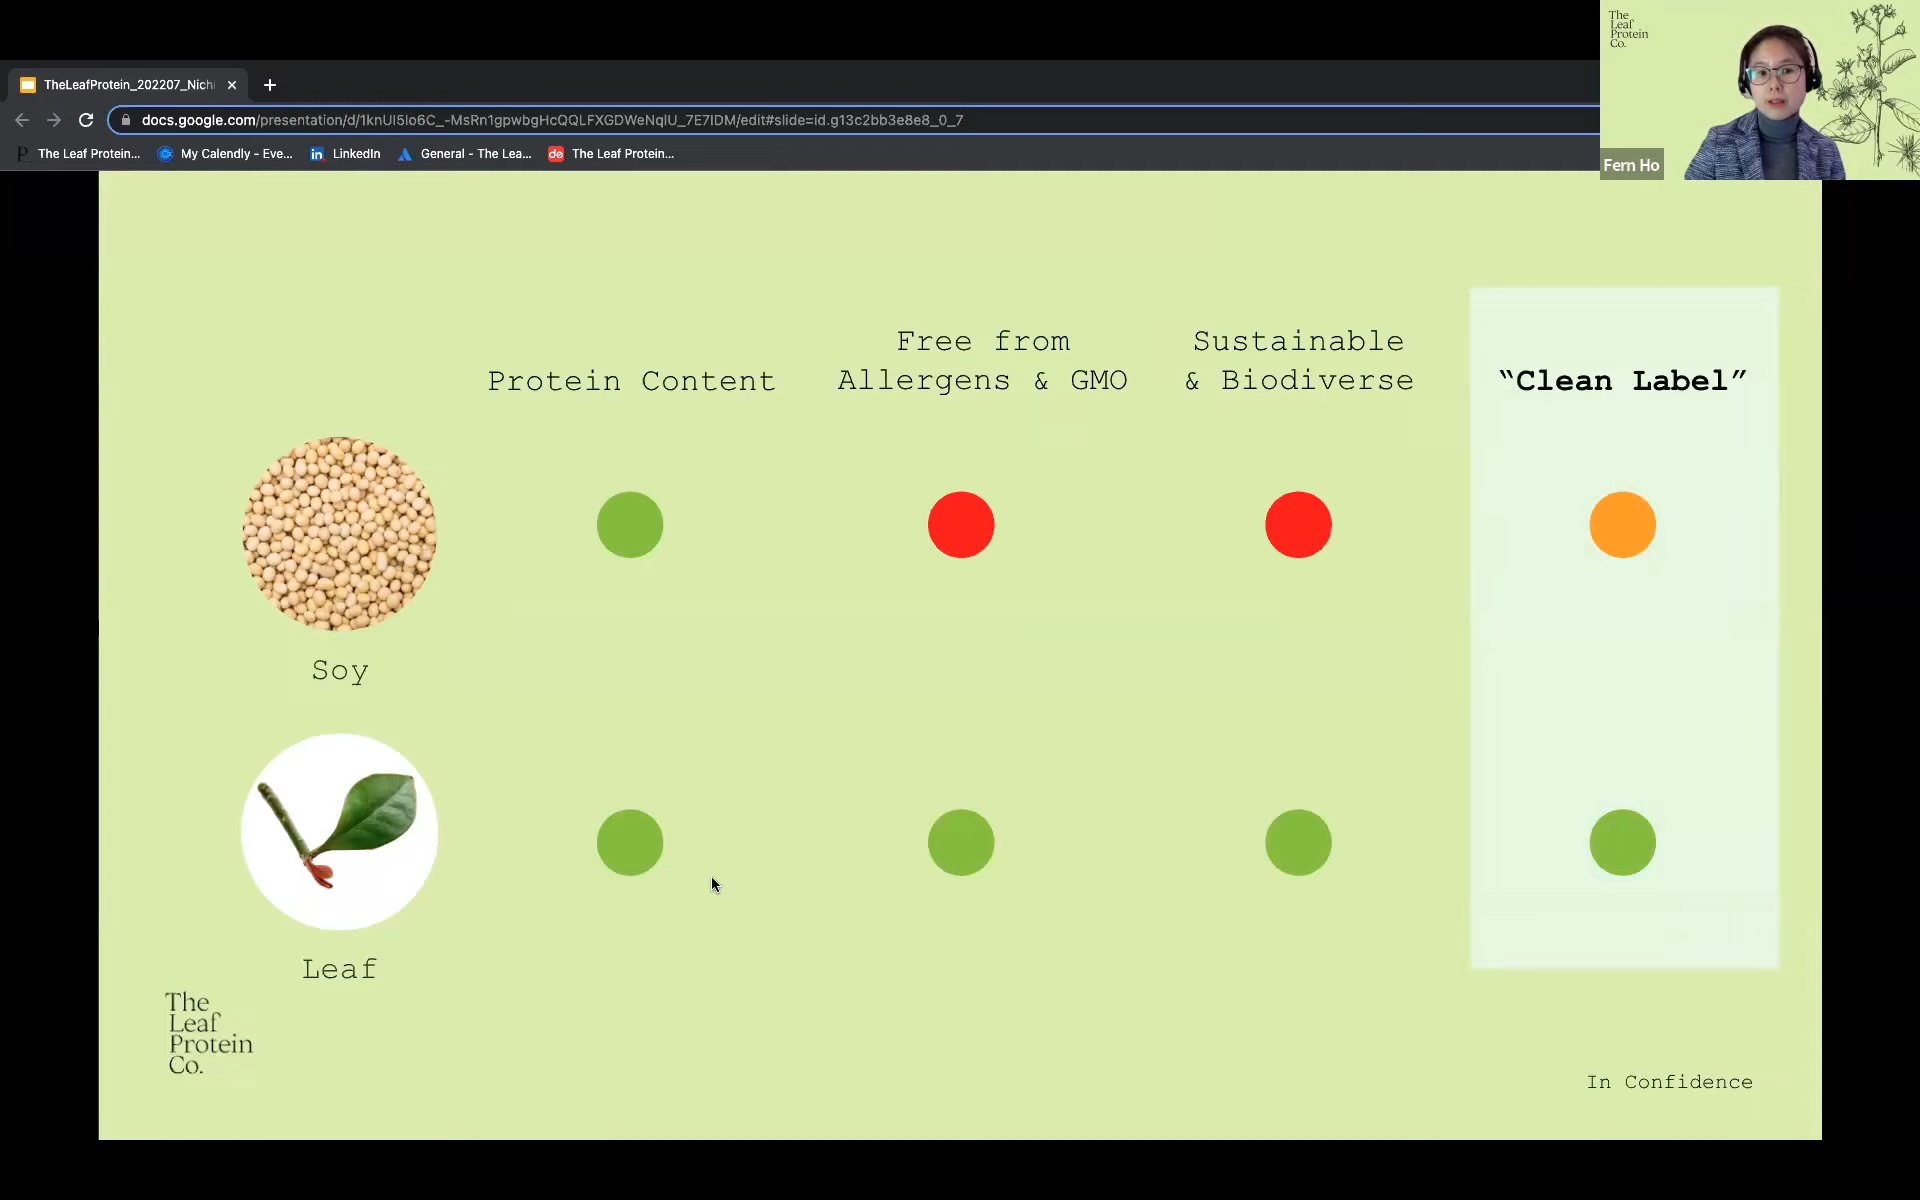 The
Leaf
Protein
Co.
TheLeafProtein_202207_Nich
docs.google.com/presentation/d/1knUI5Io6C_-MsRn1gpwbgHcQQLFXGDWeNqlU_7E7IDM/edit#slide=id.g13c2bb3e8e8_0_7
The Leaf Protein... My Calendly - Eve... LinkedIn General - The Lea... The Leaf Protein...
Fern Ho
Free from
Allergens & GMO
Sustainable
& Biodiverse
Protein Content
“Clean Label”
Soy
Leaf
The
Leaf
Protein
Co.
In Confidence